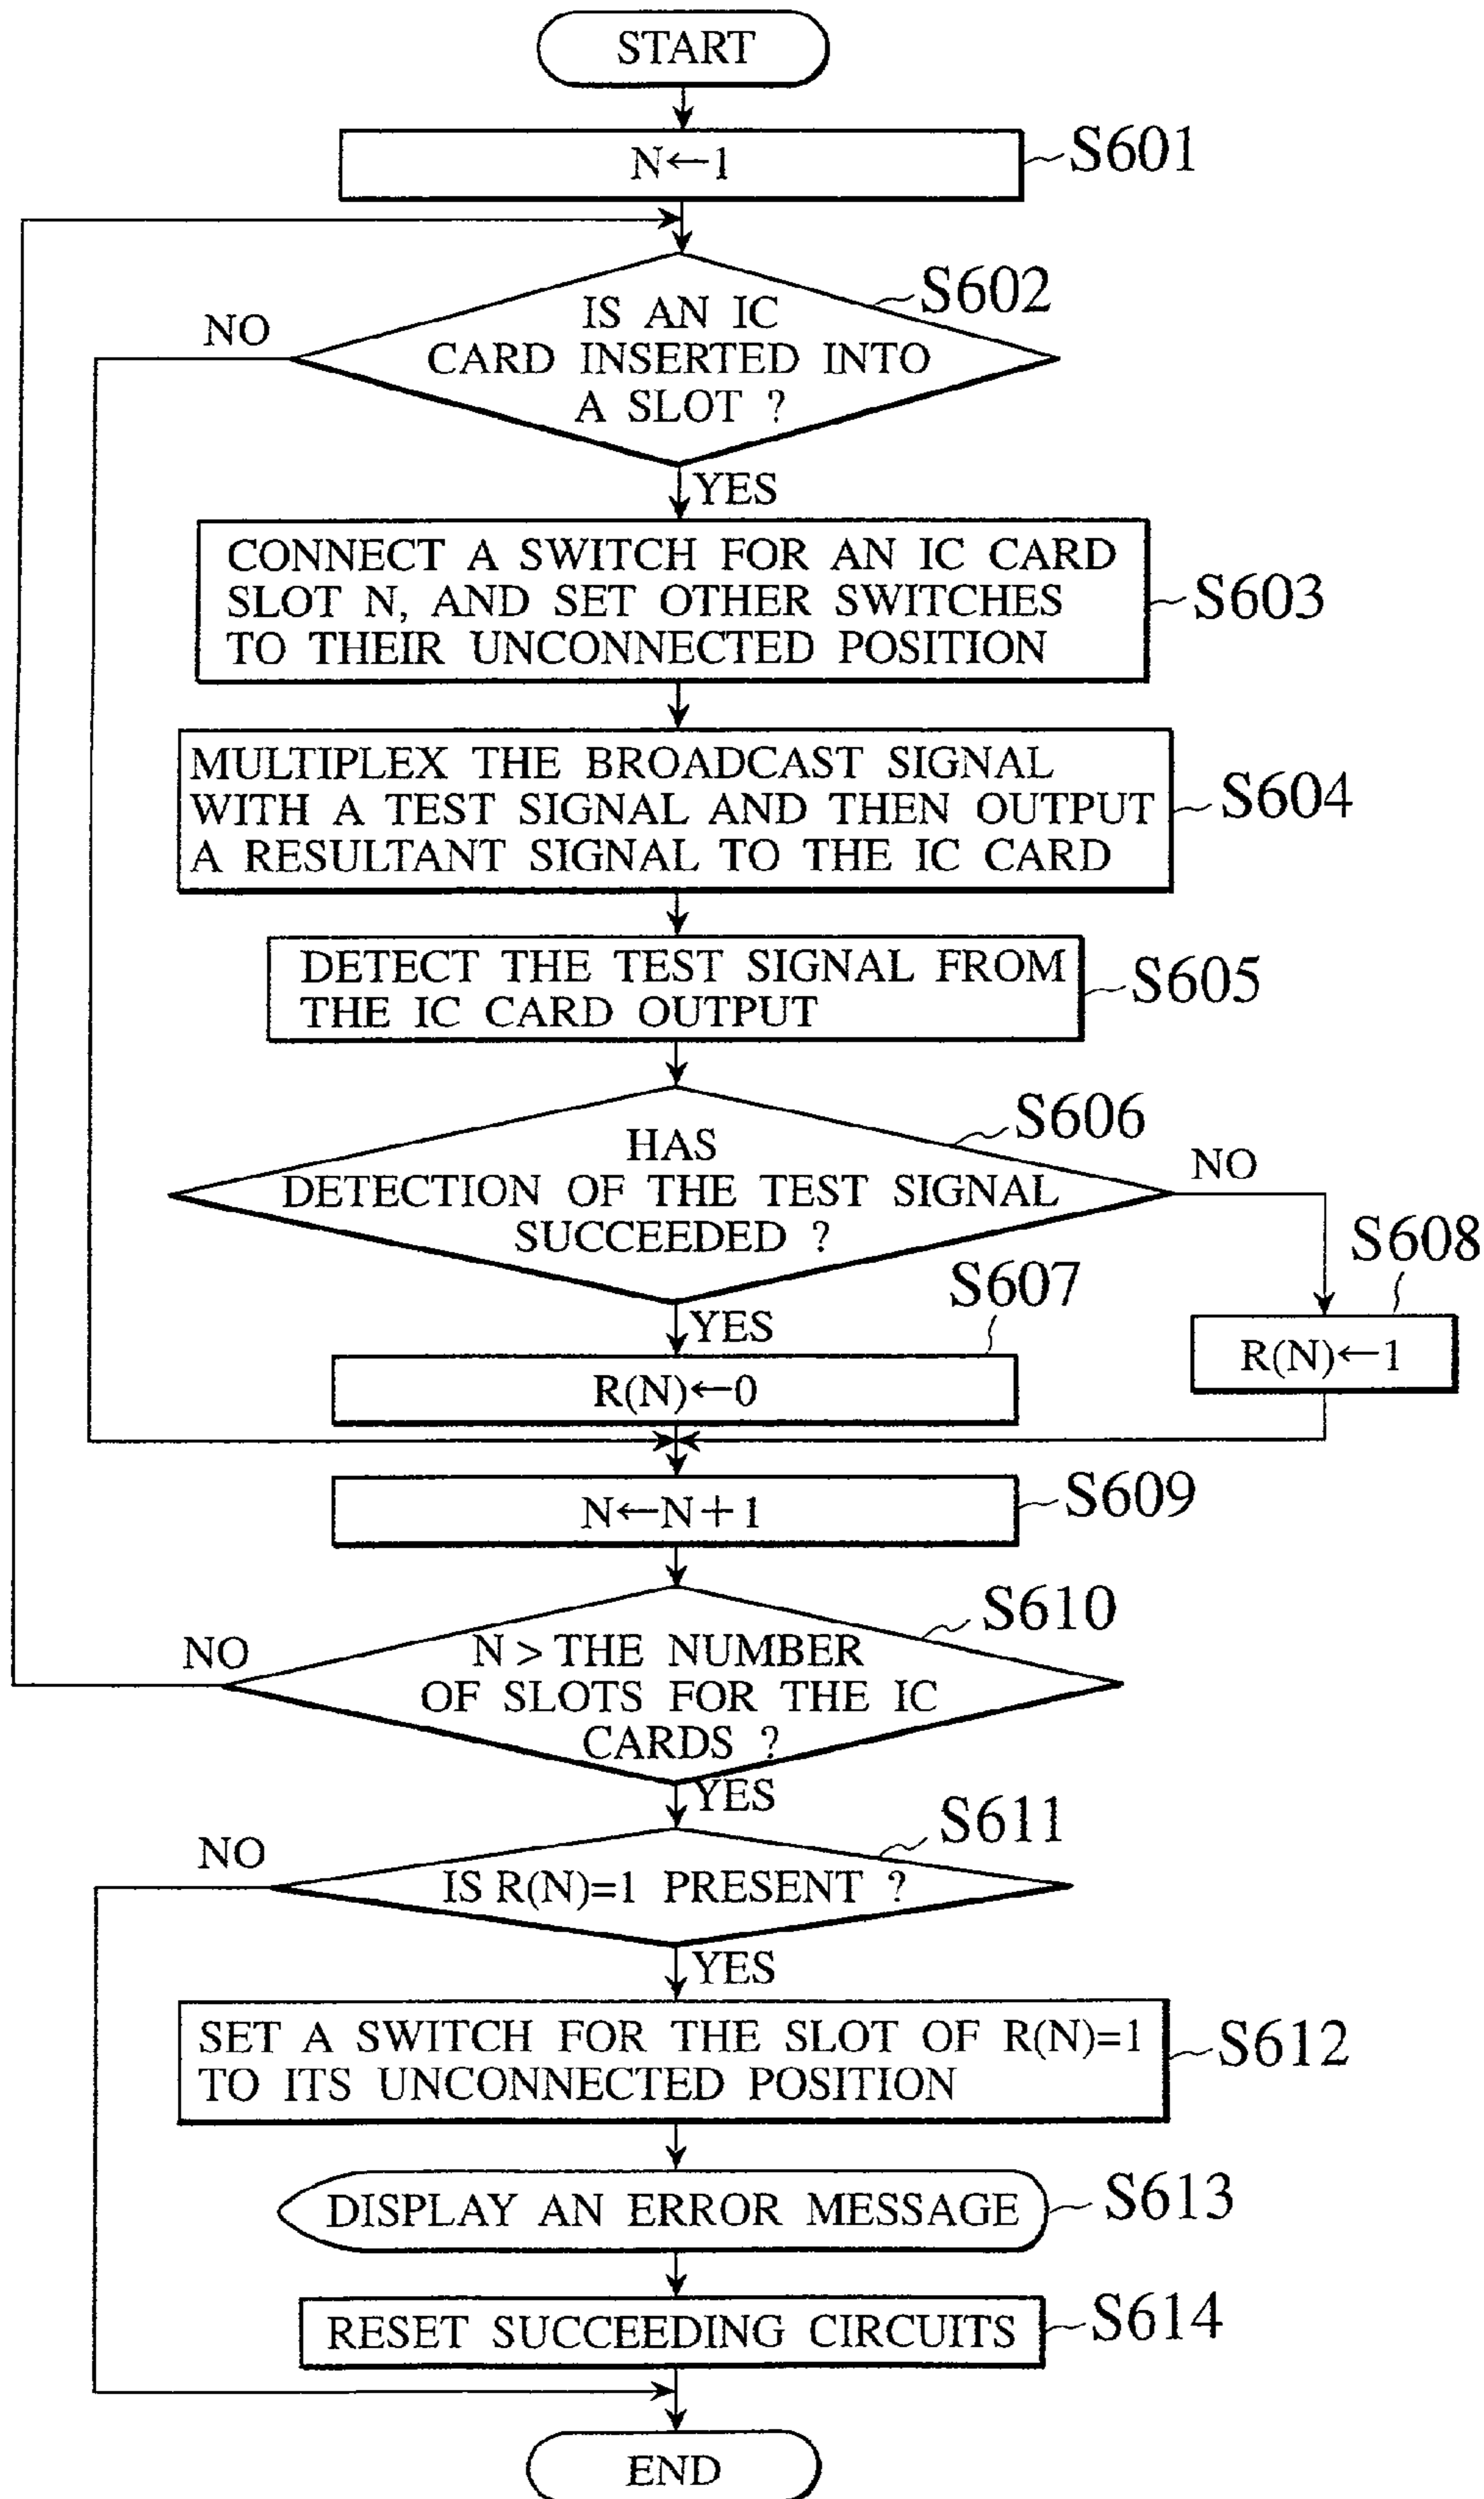 START
N←1
S601
S602
IS AN IC
CARD INSERTED INTO
A SLOT ?
NO
YES
CONNECT A SWITCH FOR AN IC CARD
SLOT N, AND SET OTHER SWITCHES
TO THEIR UNCONNECTED POSITION
S603
MULTIPLEX THE BROADCAST SIGNAL
WITH A TEST SIGNAL AND THEN OUTPUT
A RESULTANT SIGNAL TO THE IC CARD
S604
DETECT THE TEST SIGNAL FROM
THE IC CARD OUTPUT
S605
S606
HAS
DETECTION OF THE TEST SIGNAL
SUCCEEDED ?
NO
YES
S607
R(N)←0
S608
R(N)←1
N←N+1
S609
S610
N > THE NUMBER
OF SLOTS FOR THE IC
CARDS ?
NO
YES
S611
IS R(N)=1 PRESENT ?
NO
YES
SET A SWITCH FOR THE SLOT OF R(N)=1
TO ITS UNCONNECTED POSITION
S612
DISPLAY AN ERROR MESSAGE
S613
RESET SUCCEEDING CIRCUITS
S614
END